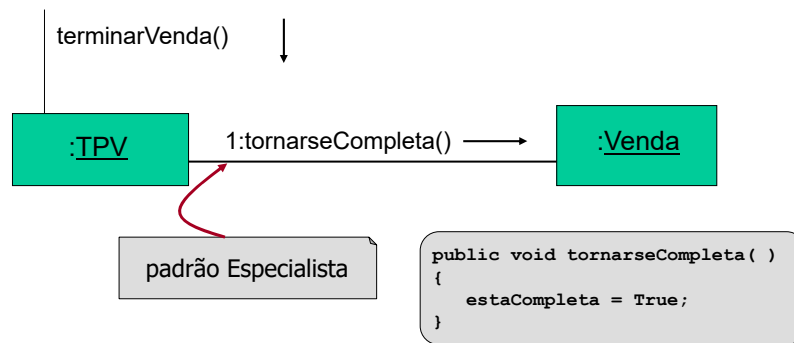 terminarVenda()
:TPV
1:tornarseCompleta()
:Venda
padrão Especialista
public void tornarseCompleta( )
{
estaCompleta = True;
}